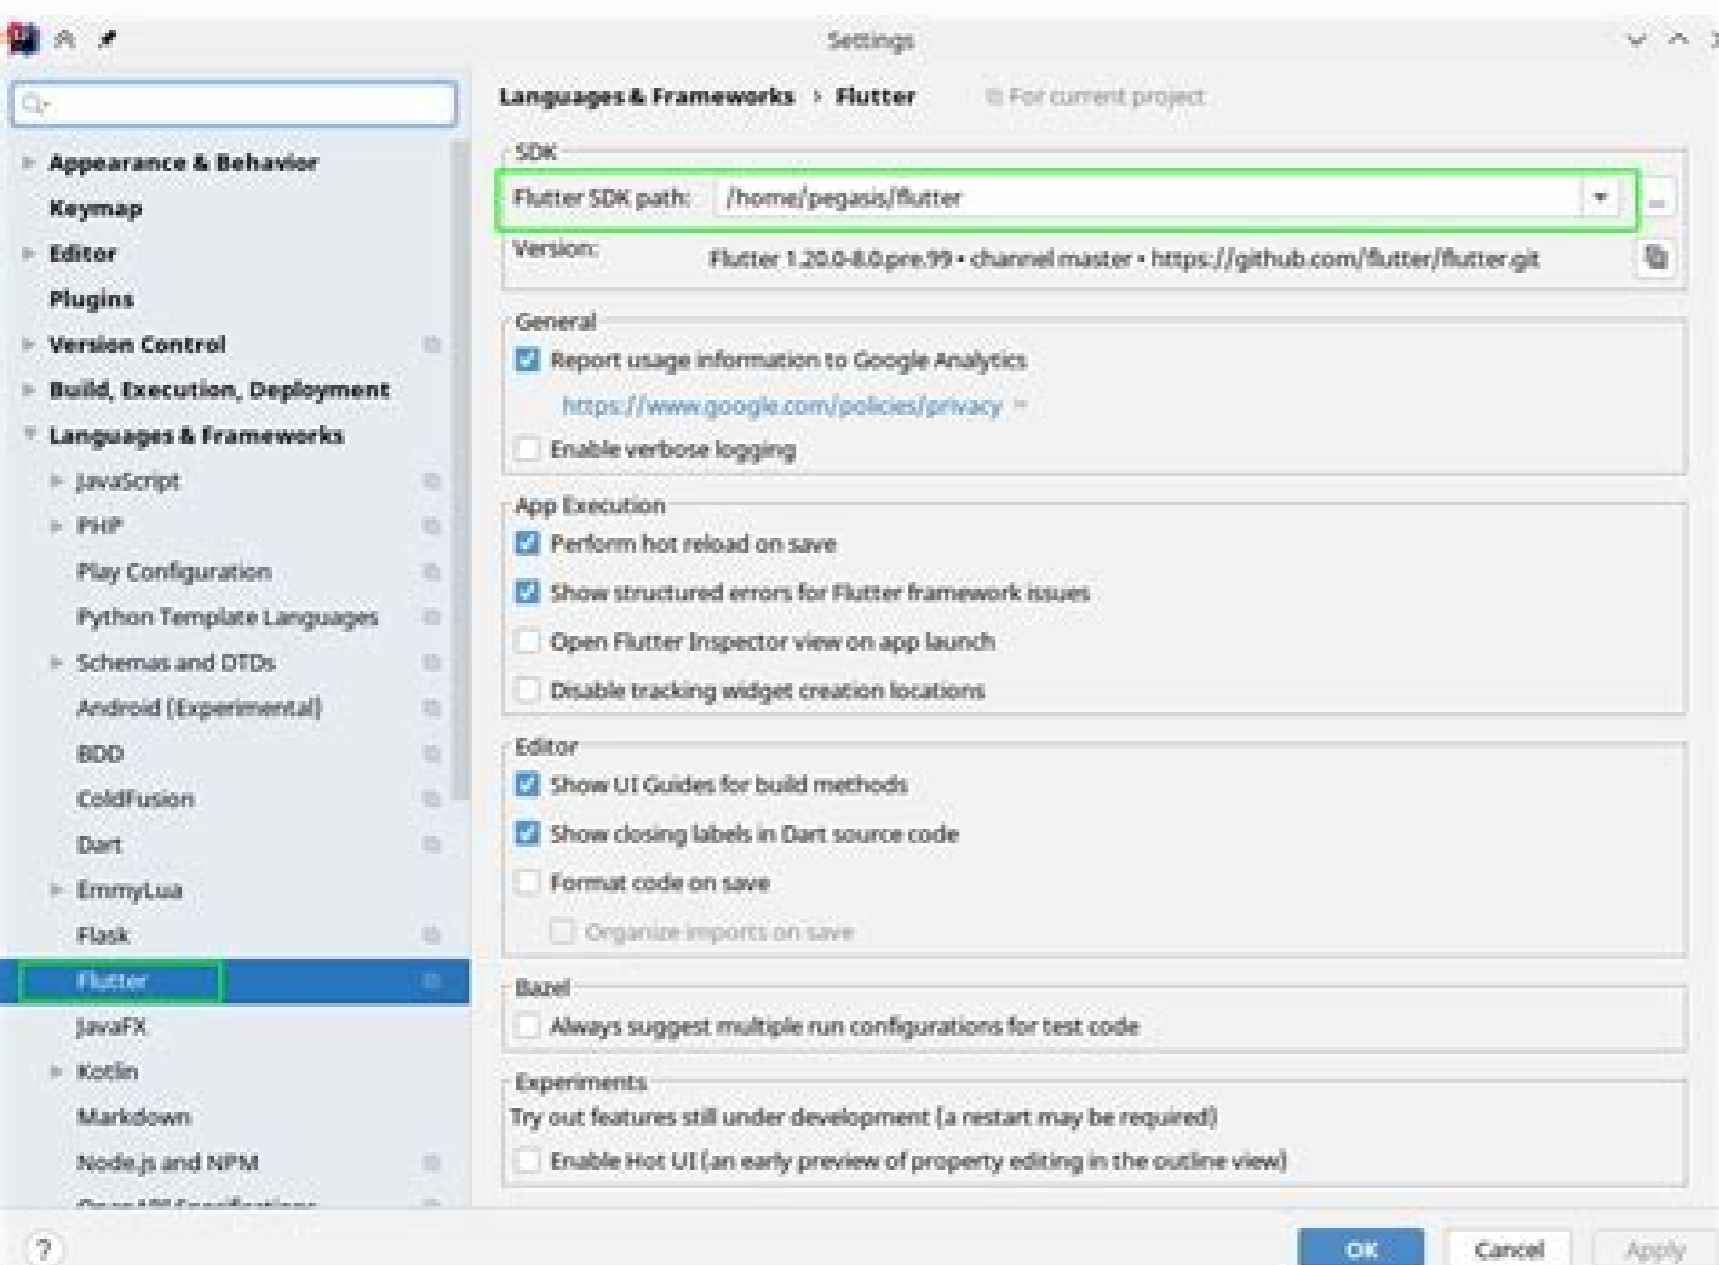 Settings
Appearance & Behavior
Keymap
Editor
Plugins
Version Control
Build, Execution, Deployment
Languages & Frameworks
JavaScript
PHP
Play Configuration
Python Template Languages
Schemas and DTDs
Android (Experimental)
BDD
ColdFusion
Dart
EmmyLua
Flask
Flutter
JavaFX
Kotlin
Markdown
Node.js and NPM
Languages & Frameworks › Flutter For current project
SDK
Flutter SDK path: /home/pegasis/flutter ...
Version: Flutter 1.20.0-8.0.pre.99 • channel master • https://github.com/flutter/flutter.git
General
Report usage information to Google Analytics
https://www.google.com/policies/privacy
Enable verbose logging
App Execution
Perform hot reload on save
Show structured errors for Flutter framework issues
Open Flutter Inspector view on app launch
Disable tracking widget creation locations
Editor
Show UI Guides for build methods
Show closing labels in Dart source code
Format code on save
Organize imports on save
Bazel
Always suggest multiple run configurations for test code
Experiments
Try out features still under development (a restart may be required)
Enable Hot UI (an early preview of property editing in the outline view)
?
OK Cancel Apply